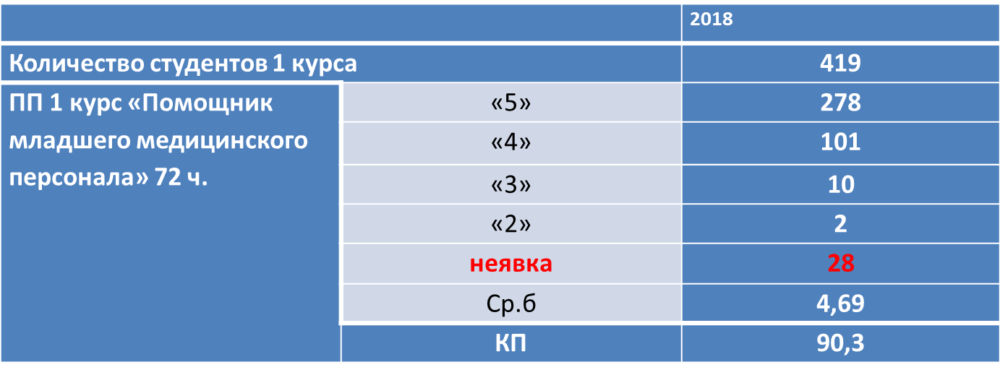 2018
Количество студентов 1 курса 419
ПП 1 курс «Помощник
младшего медицинского
персонала» 72 ч.
«5» 278
«4» 101
«3» 10
«2» 2
неявка 28
Ср.б 4,69
КП 90,3